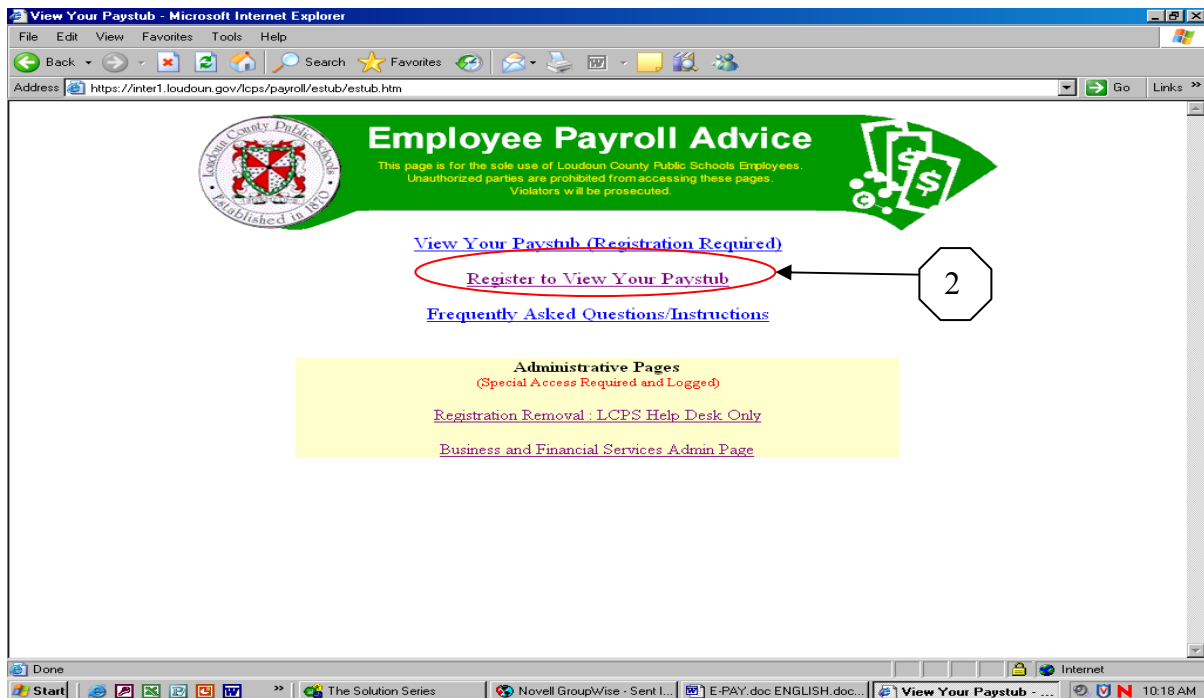 View Your Paystub - Microsoft Internet Explorer
File Edit View Favorites Tools Help
Back Search Favorites
Address https://inter1.loudoun.gov/lcps/payroll/estub/estub.htm Go Links »
Loudoun County Public Schools
Established in 1870
Employee Payroll Advice
This page is for the sole use of Loudoun County Public Schools Employees.
Unauthorized parties are prohibited from accessing these pages.
Violators will be prosecuted.
View Your Paystub (Registration Required)
Register to View Your Paystub
2
Frequently Asked Questions/Instructions
Administrative Pages
(Special Access Required and Logged)
Registration Removal : LCPS Help Desk Only
Business and Financial Services Admin Page
Done Internet
Start » The Solution Series Novell GroupWise - Sent I... E-PAY.doc ENGLISH.doc... View Your Paystub - ... 10:18 AM